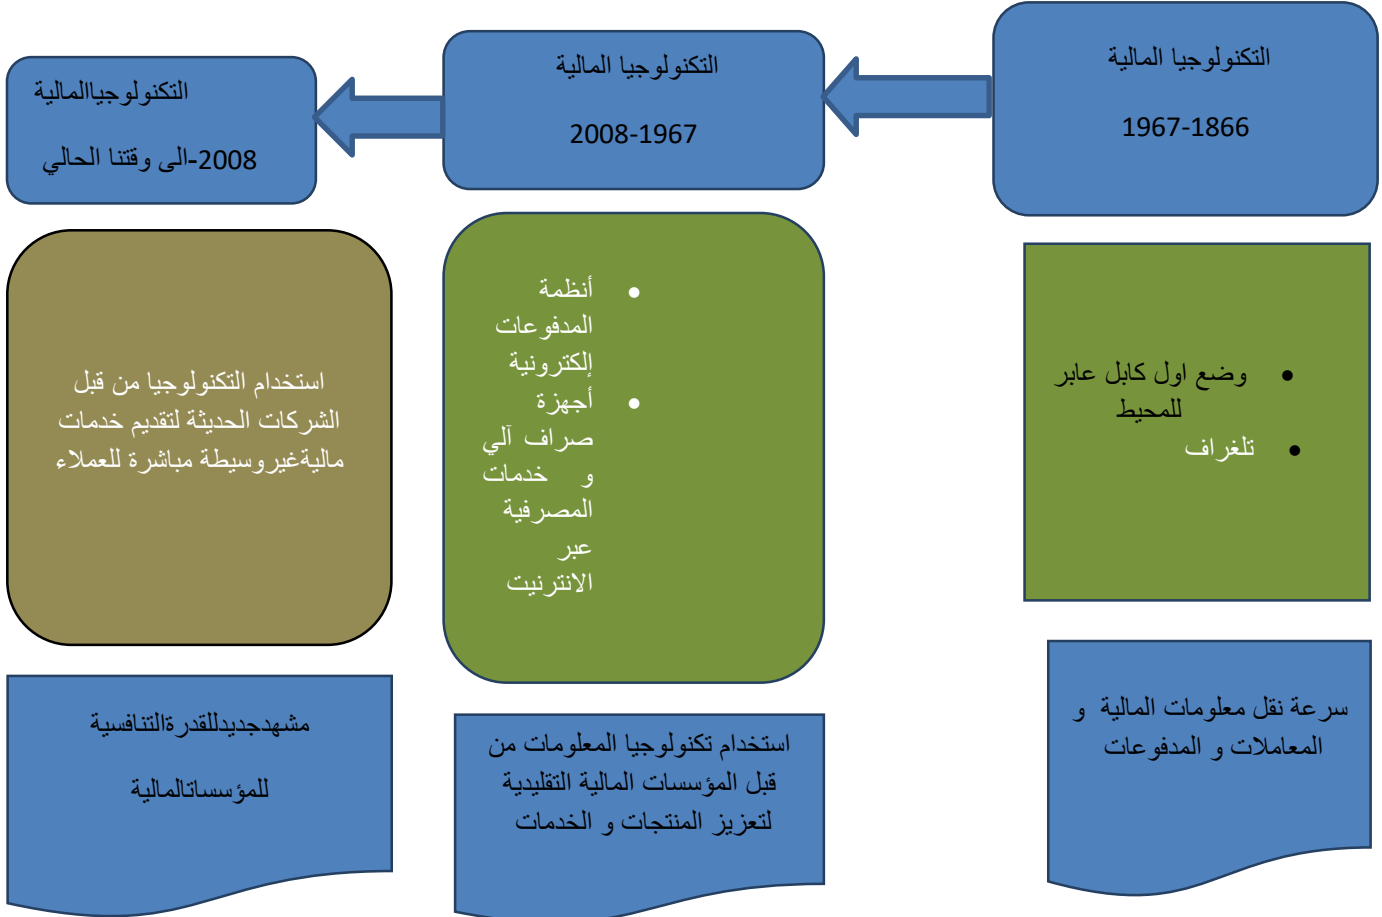 التكنولوجيا المالية
1967-1866
التكنولوجيا المالية
2008-1967
التكنولوجياالمالية
2008-الى وقتنا الحالي
• وضع اول كابل عابر
للمحيط
• تلغراف
• أنظمة
المدفوعات
إلكترونية
• أجهزة
صراف آلي
و خدمات
المصرفية
عبر
الانترنيت
استخدام التكنولوجيا من قبل
الشركات الحديثة لتقديم خدمات
ماليةغيروسيطة مباشرة للعملاء
سرعة نقل معلومات المالية و
المعاملات و المدفوعات
استخدام تكنولوجيا المعلومات من
قبل المؤسسات المالية التقليدية
لتعزيز المنتجات و الخدمات
مشهدجديدللقدرةالتنافسية
للمؤسساتالمالية